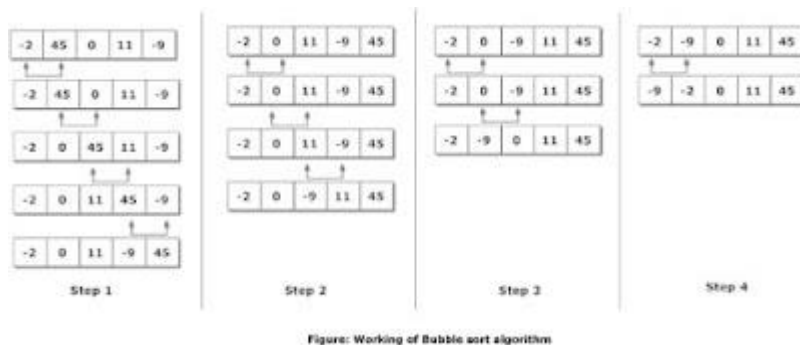 -2 45 0 11 -9
-2 45 0 11 -9
-2 0 45 11 -9
-2 0 11 45 -9
-2 0 11 -9 45
Step 1
-2 0 11 -9 45
-2 0 11 -9 45
-2 0 11 -9 45
-2 0 -9 11 45
Step 2
-2 0 -9 11 45
-2 0 -9 11 45
-2 -9 0 11 45
Step 3
-2 -9 0 11 45
-9 -2 0 11 45
Step 4
Figure: Working of Bubble sort algorithm